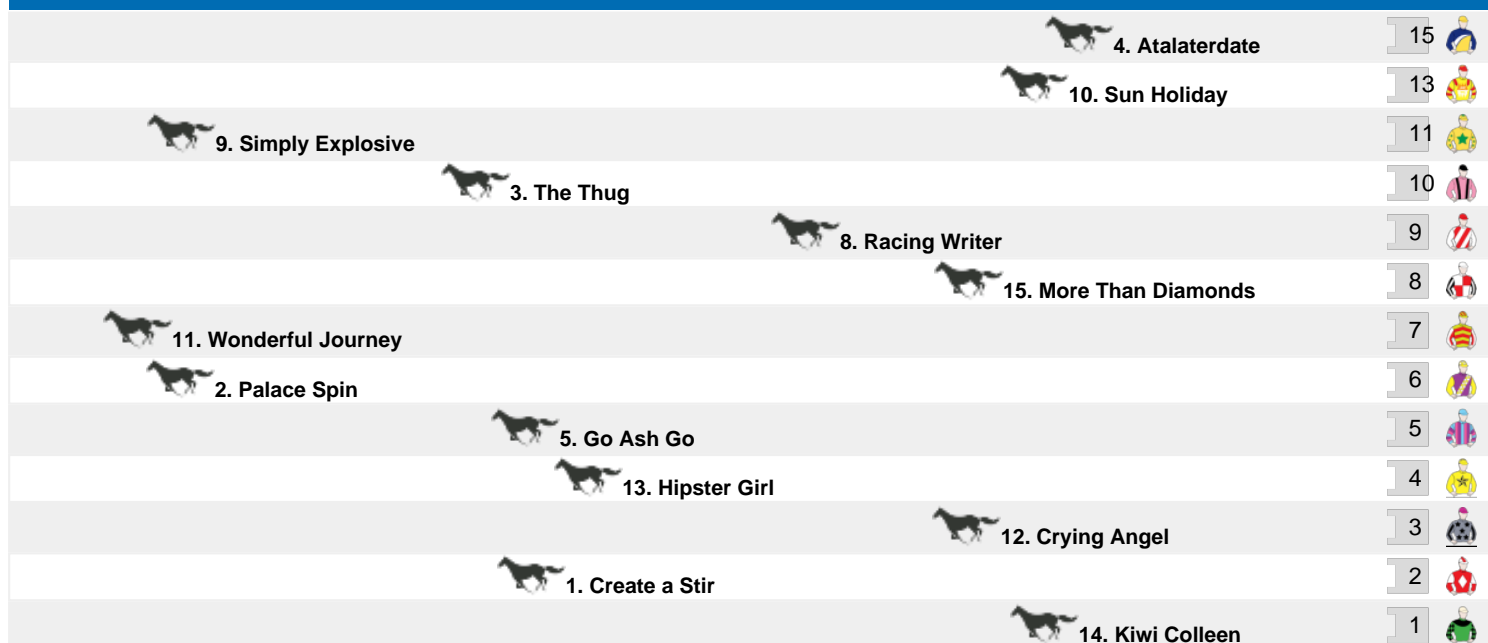 4. Atalaterdate 15
10. Sun Holiday 13
9. Simply Explosive 11
3. The Thug 10
8. Racing Writer 9
15. More Than Diamonds 8
11. Wonderful Journey 7
2. Palace Spin 6
5. Go Ash Go 5
13. Hipster Girl 4
12. Crying Angel 3
1. Create a Stir 2
14. Kiwi Colleen 1